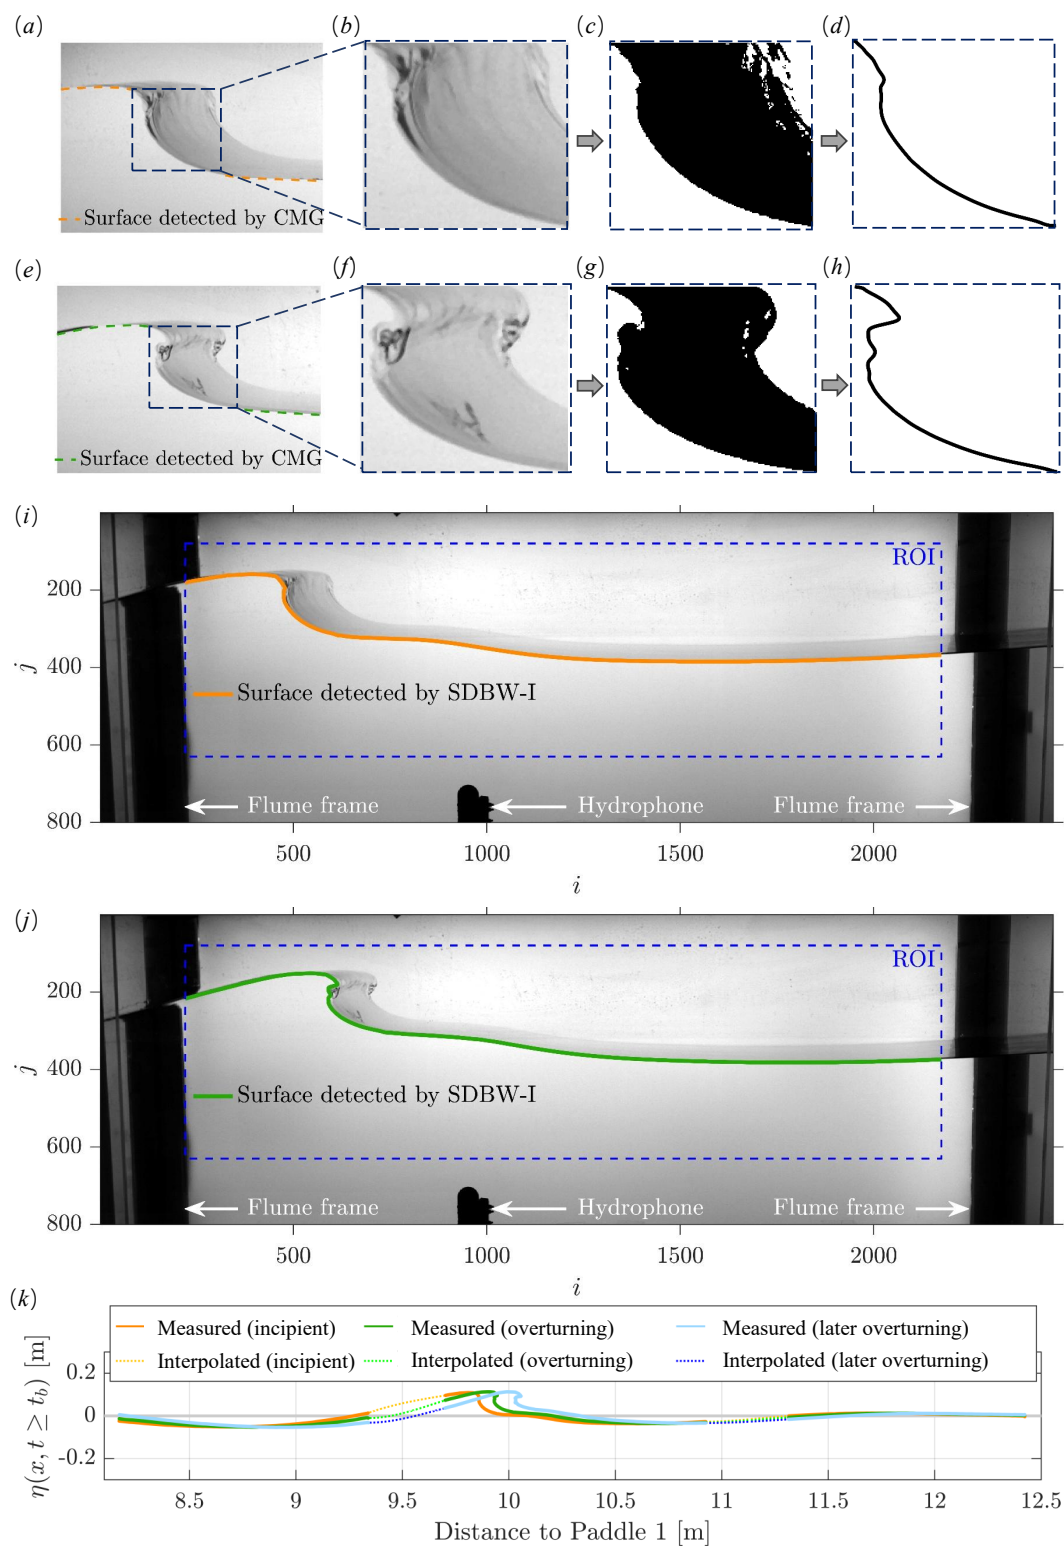 (a) (b) (c) (d)
Surface detected by CMG
(e) (f) (g) (h)
Surface detected by CMG
(i)
ROI
200
400
600
800
j
Surface detected by SDBW-I
Flume frame Hydrophone Flume frame
500 1000 1500 2000
i
(j)
ROI
200
400
600
800
j
Surface detected by SDBW-I
Flume frame Hydrophone Flume frame
500 1000 1500 2000
i
(k)
Measured (incipient) Measured (overturning) Measured (later overturning)
Interpolated (incipient) Interpolated (overturning) Interpolated (later overturning)
η(x, t ≥ t_b) [m]
0.2
0
-0.2
8.5 9 9.5 10 10.5 11 11.5 12 12.5
Distance to Paddle 1 [m]